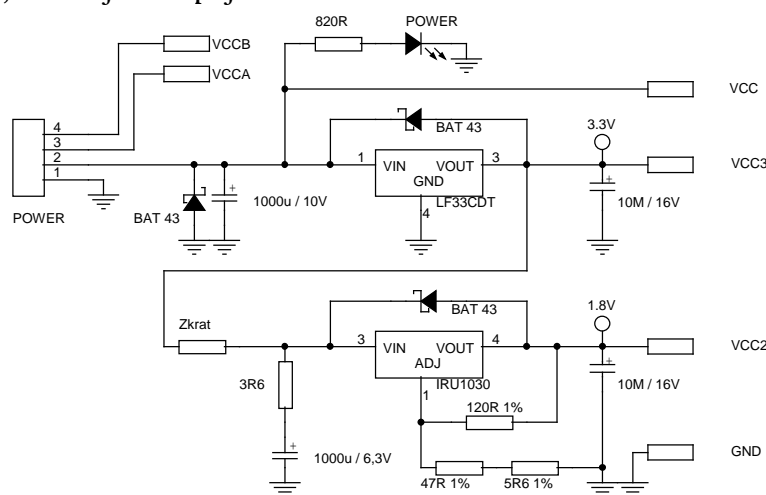 820R
POWER
VCCB
VCCA
VCC
BAT 43
3.3V
4
3
2
1
1
VIN
VOUT
3
GND
LF33CDT
4
VCC3
POWER
BAT 43
+
1000u / 10V
+
10M / 16V
BAT 43
1.8V
Zkrat
3
VIN
VOUT
4
ADJ
IRU1030
1
VCC2
3R6
+
10M / 16V
120R 1%
+
1000u / 6,3V
47R 1%
5R6 1%
GND